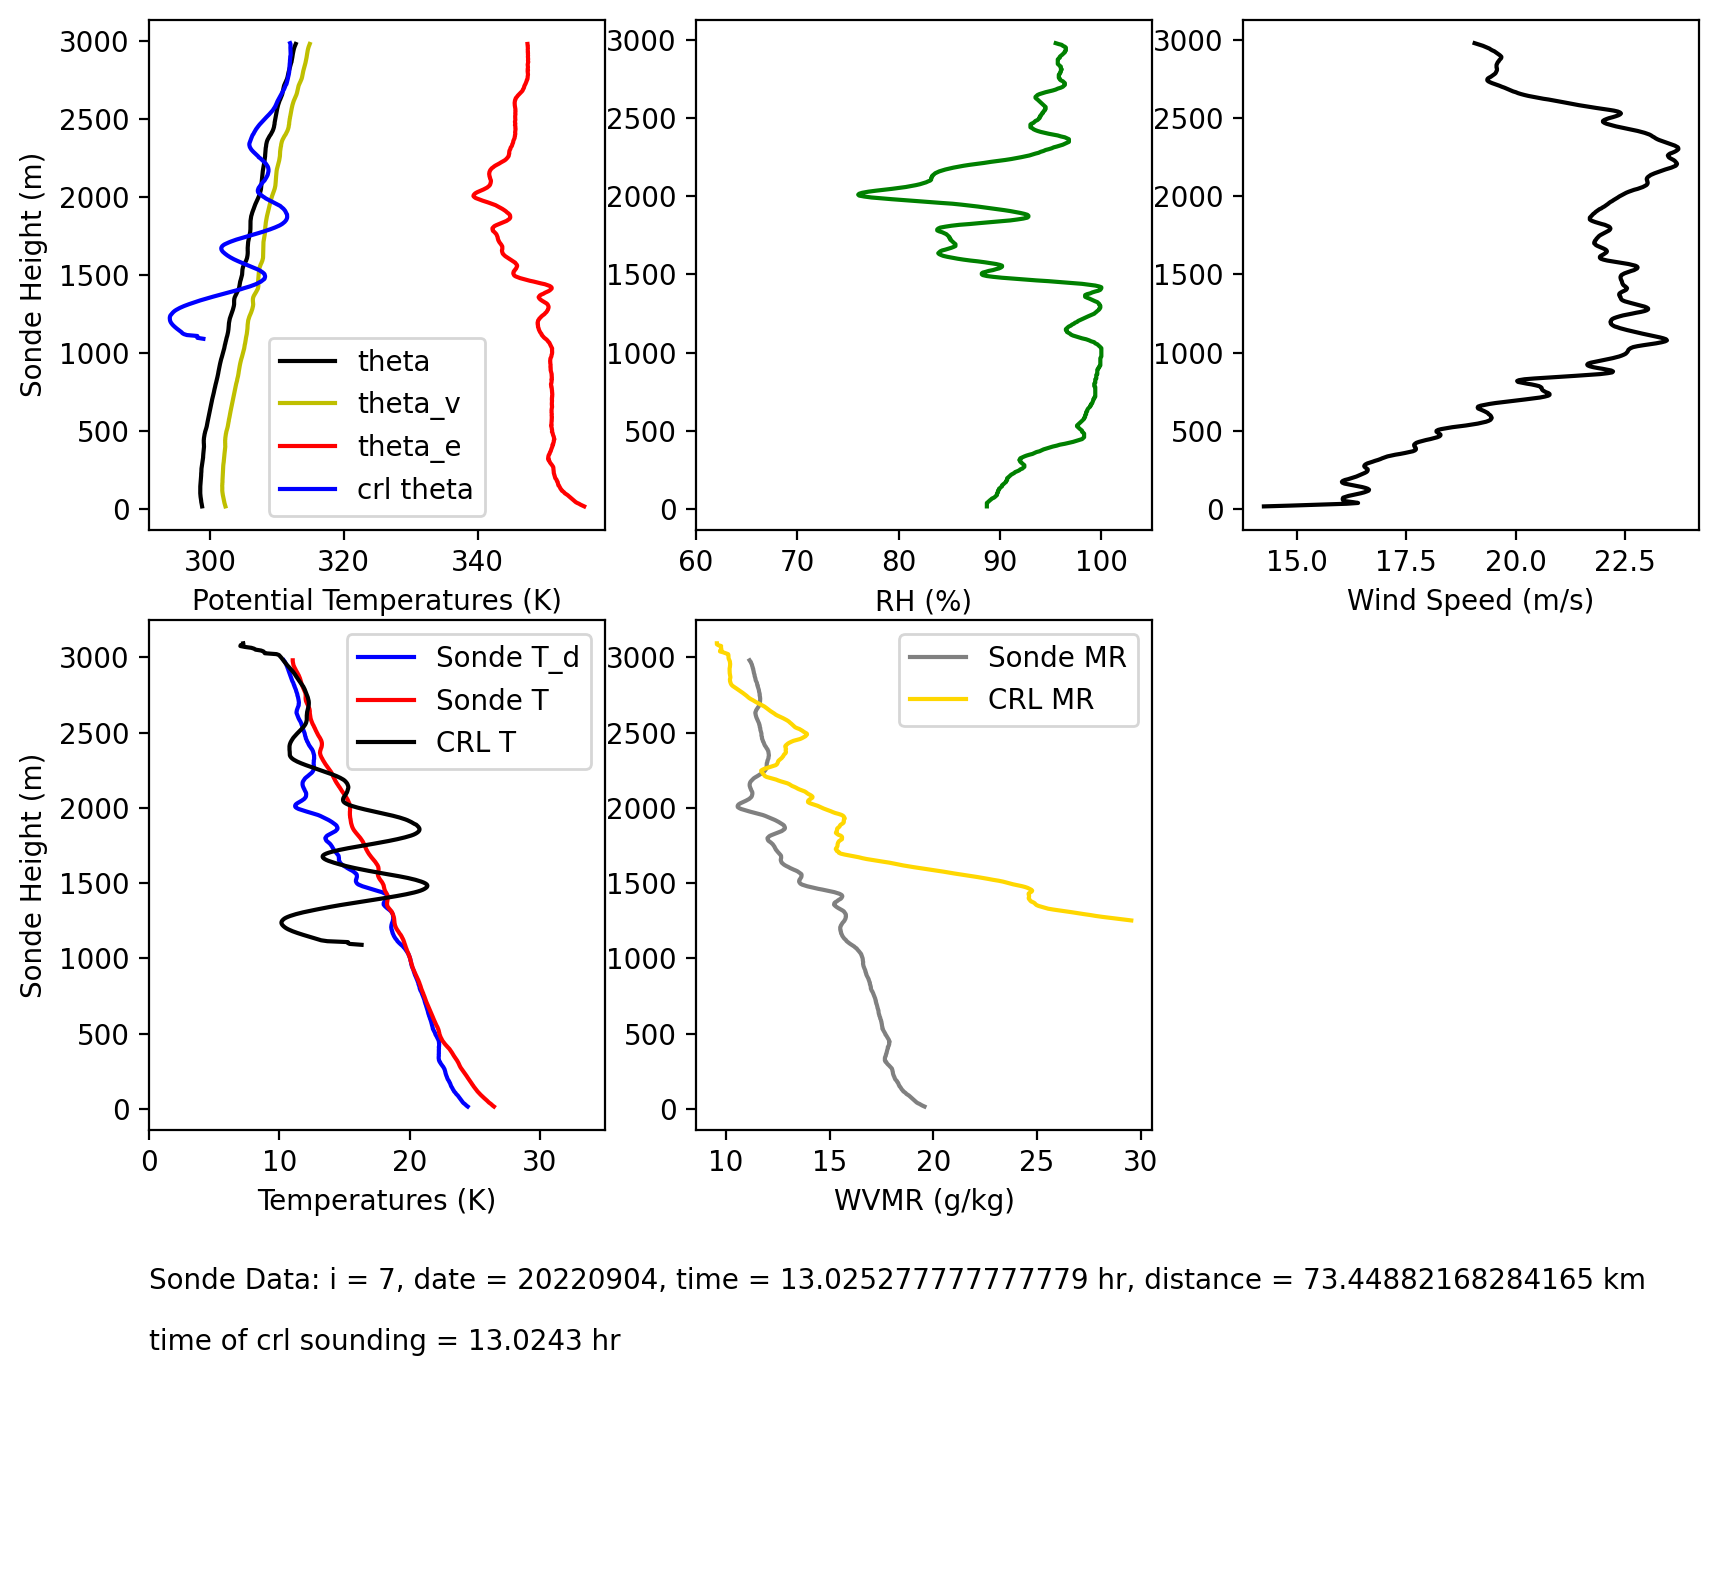 3000
2500
2000
1500
1000
500
0
Sonde Height (m)
theta
theta_v
theta_e
crl theta
300 320 340
Potential Temperatures (K)
3000
2500
2000
1500
1000
500
0
60 70 80 90 100
RH (%)
3000
2500
2000
1500
1000
500
0
15.0 17.5 20.0 22.5
Wind Speed (m/s)
3000
2500
2000
1500
1000
500
0
Sonde Height (m)
Sonde T_d
Sonde T
CRL T
0 10 20 30
Temperatures (K)
3000
2500
2000
1500
1000
500
0
Sonde MR
CRL MR
10 15 20 25 30
WVMR (g/kg)
Sonde Data: i = 7, date = 20220904, time = 13.025277777777779 hr, distance = 73.44882168284165 km
time of crl sounding = 13.0243 hr